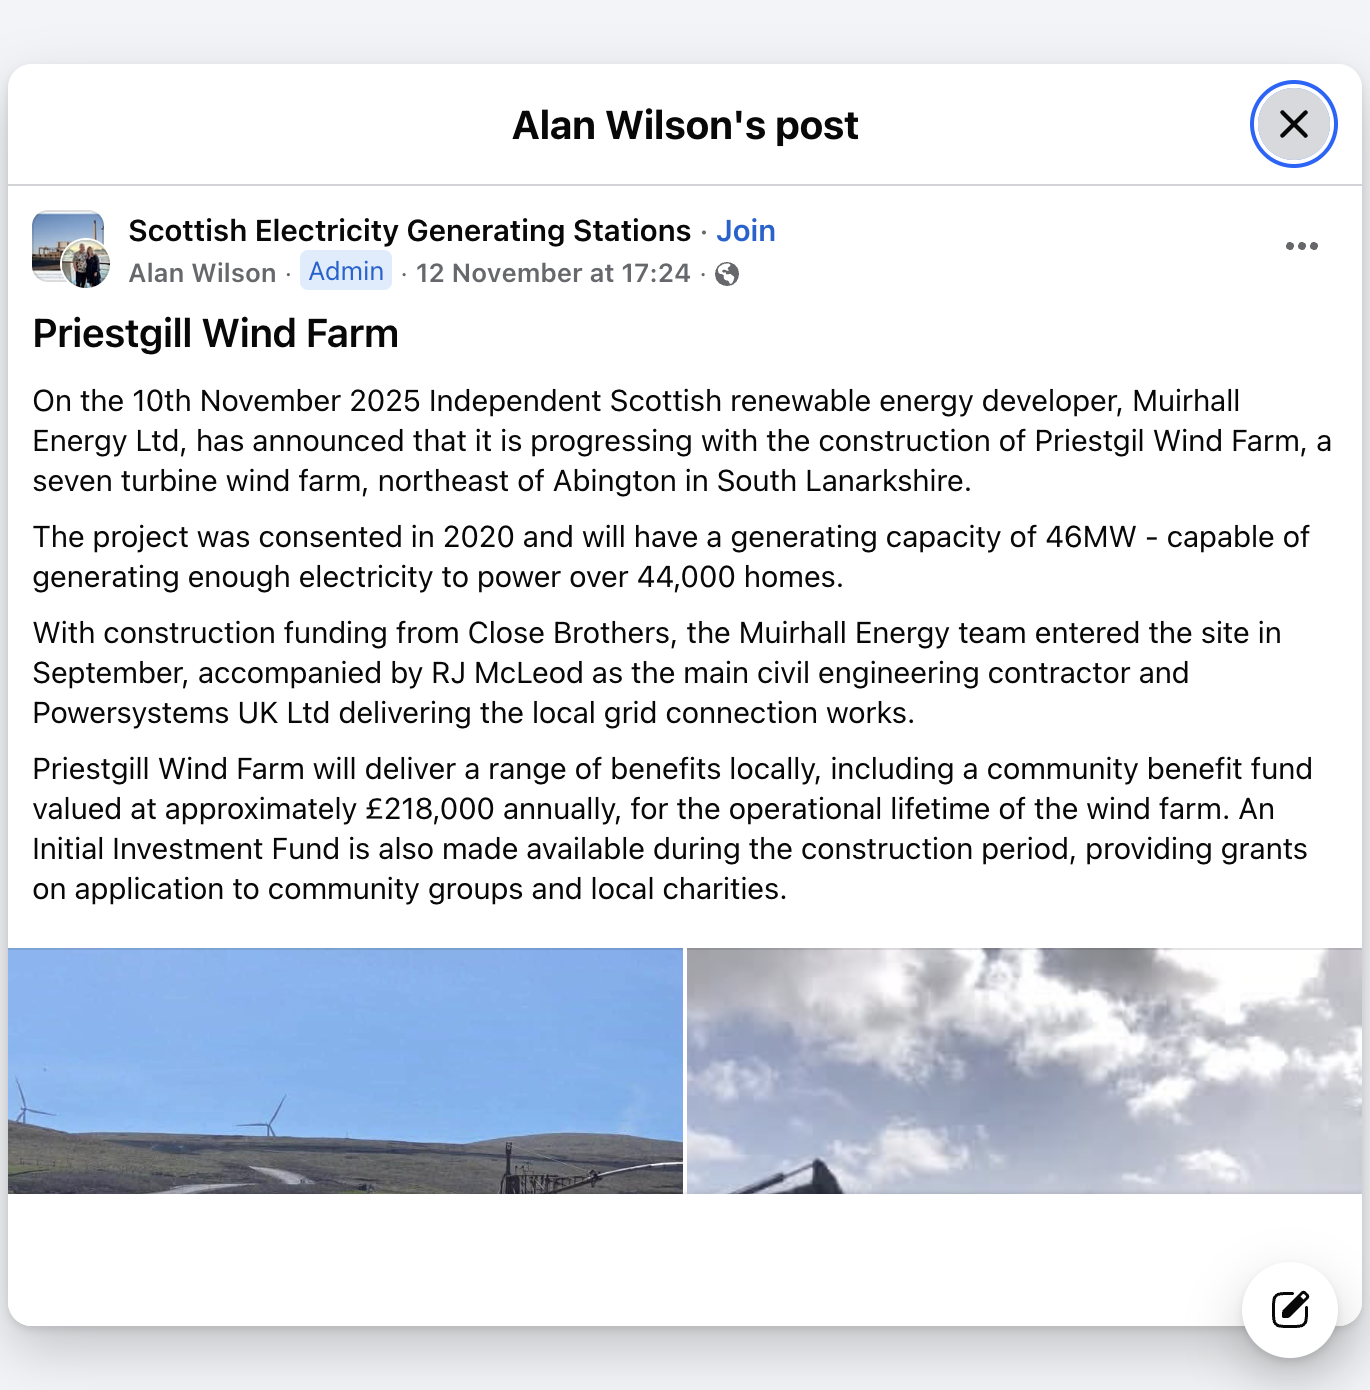 Alan Wilson's post
Scottish Electricity Generating Stations · Join
Alan Wilson · Admin · 12 November at 17:24 ·
Priestgill Wind Farm
On the 10th November 2025 Independent Scottish renewable energy developer, Muirhall
Energy Ltd, has announced that it is progressing with the construction of Priestgil Wind Farm, a
seven turbine wind farm, northeast of Abington in South Lanarkshire.
The project was consented in 2020 and will have a generating capacity of 46MW - capable of
generating enough electricity to power over 44,000 homes.
With construction funding from Close Brothers, the Muirhall Energy team entered the site in
September, accompanied by RJ McLeod as the main civil engineering contractor and
Powersystems UK Ltd delivering the local grid connection works.
Priestgill Wind Farm will deliver a range of benefits locally, including a community benefit fund
valued at approximately £218,000 annually, for the operational lifetime of the wind farm. An
Initial Investment Fund is also made available during the construction period, providing grants
on application to community groups and local charities.